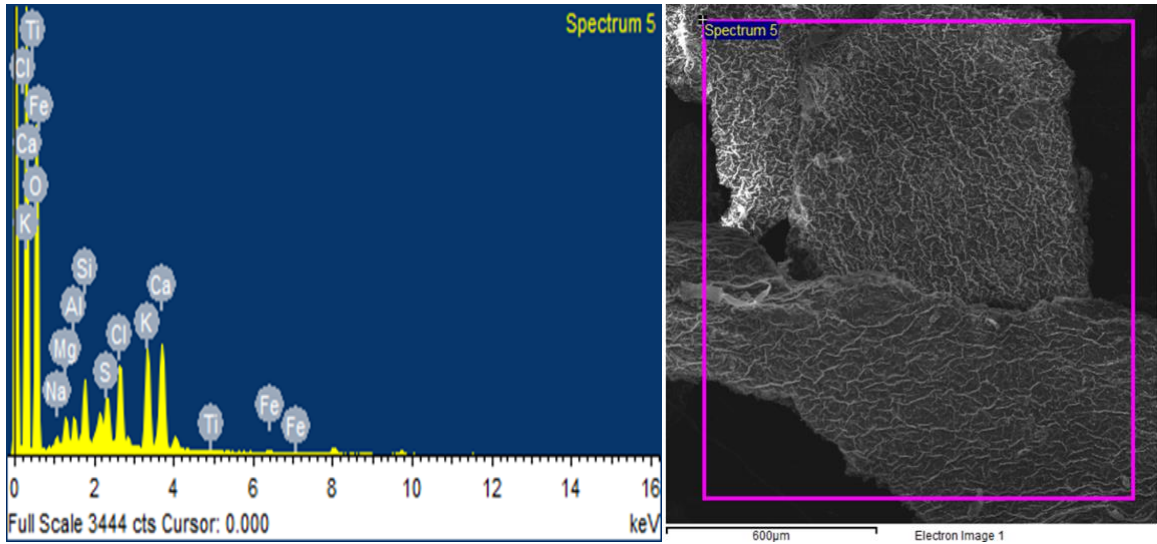 Spectrum 5
Ti
Cl
Fe
Ca
O
K
Si
Al
Mg
Na
S
Cl
K
Ca
Ti
Fe
Fe
0 2 4 6 8 10 12 14 16
Full Scale 3444 cts Cursor: 0.000 keV
Spectrum 5
600µm Electron Image 1